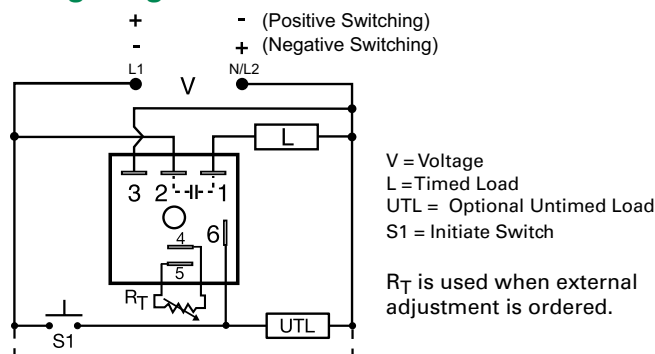 + - (Positive Switching)
- + (Negative Switching)
L1 N/L2
V
L
3 2 1
6
4
5
RT
UTL
S1
V = Voltage
L = Timed Load
UTL = Optional Untimed Load
S1 = Initiate Switch
RT is used when external
adjustment is ordered.